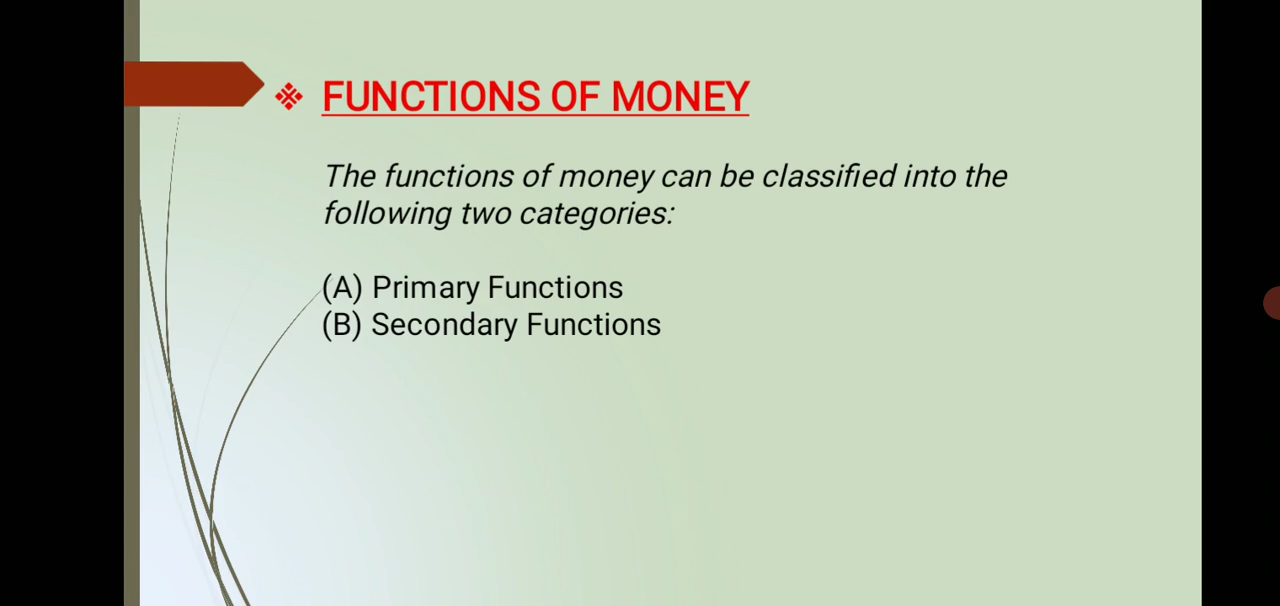 FUNCTIONS OF MONEY
The functions of money can be classified into the
following two categories:
(A) Primary Functions
(B) Secondary Functions